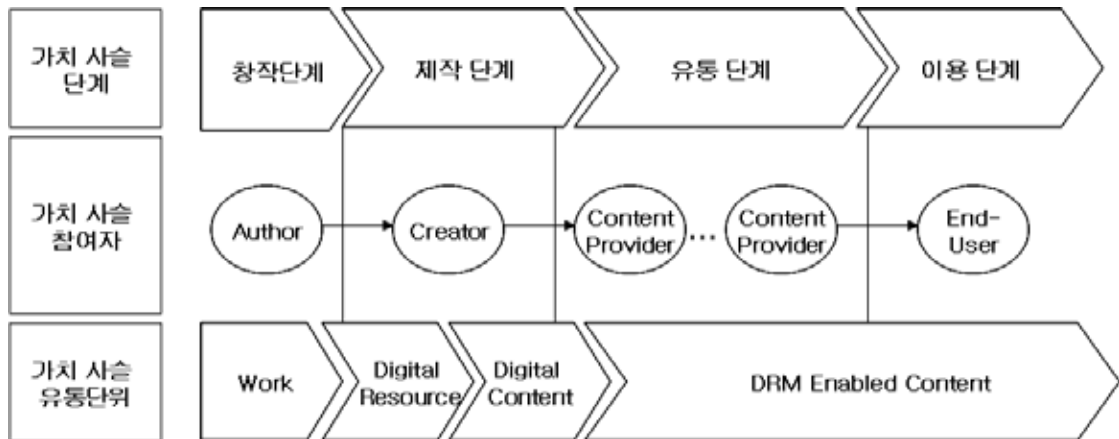 가치 사슬
단계
창작단계
제작 단계
유통 단계
이용 단계
가치 사슬
참여자
Author
Creator
Content
Provider
...
Content
Provider
End-
User
가치 사슬
유통단위
Work
Digital
Resource
Digital
Content
DRM Enabled Content